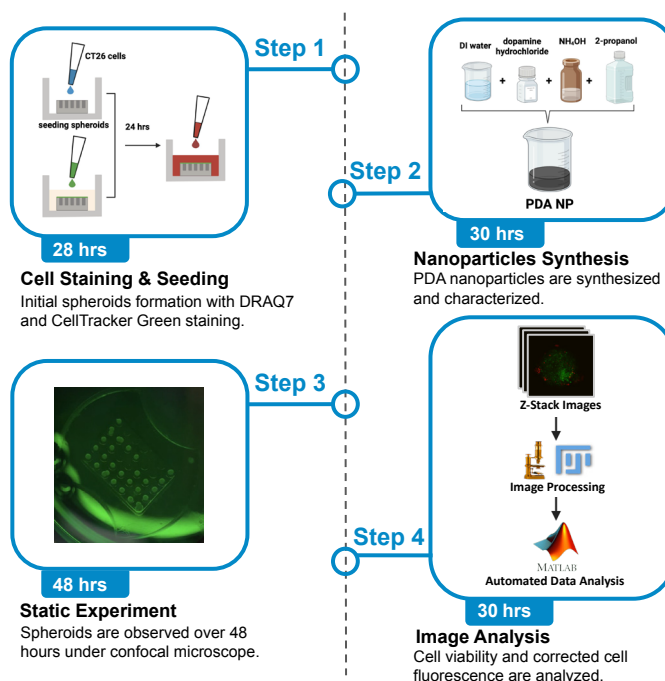 Step 1
CT26 cells
seeding spheroids
24 hrs
28 hrs
Cell Staining & Seeding
Initial spheroids formation with DRAQ7
and CellTracker Green staining.
Step 2
DI water
dopamine
hydrochloride
NH₄OH
2-propanol
+
+
+
PDA NP
30 hrs
Nanoparticles Synthesis
PDA nanoparticles are synthesized
and characterized.
Step 3
48 hrs
Static Experiment
Spheroids are observed over 48
hours under confocal microscope.
Step 4
Z-Stack Images
Image Processing
MATLAB
Automated Data Analysis
30 hrs
Image Analysis
Cell viability and corrected cell
fluorescence are analyzed.